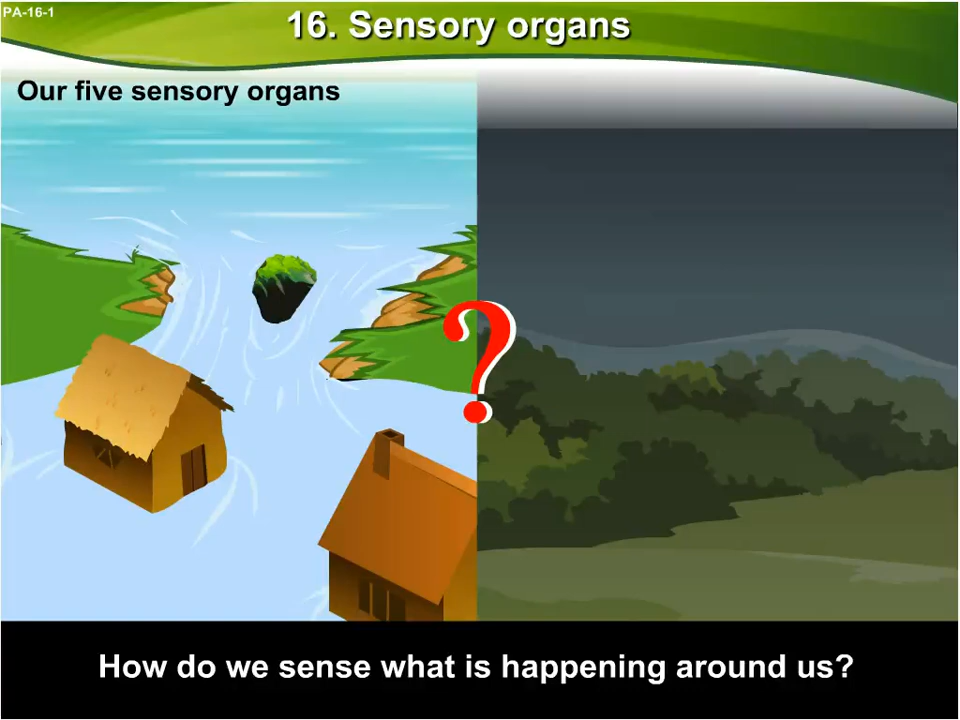 PA-16-1
16. Sensory organs
Our five sensory organs
?
How do we sense what is happening around us?